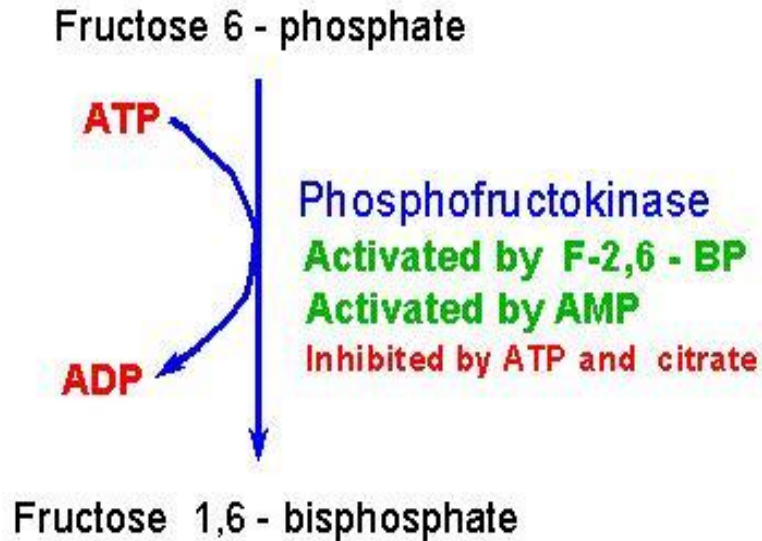 Fructose 6 - phosphate
ATP
Phosphofructokinase
Activated by F-2,6 - BP
Activated by AMP
Inhibited by ATP and citrate
ADP
Fructose 1,6 - bisphosphate